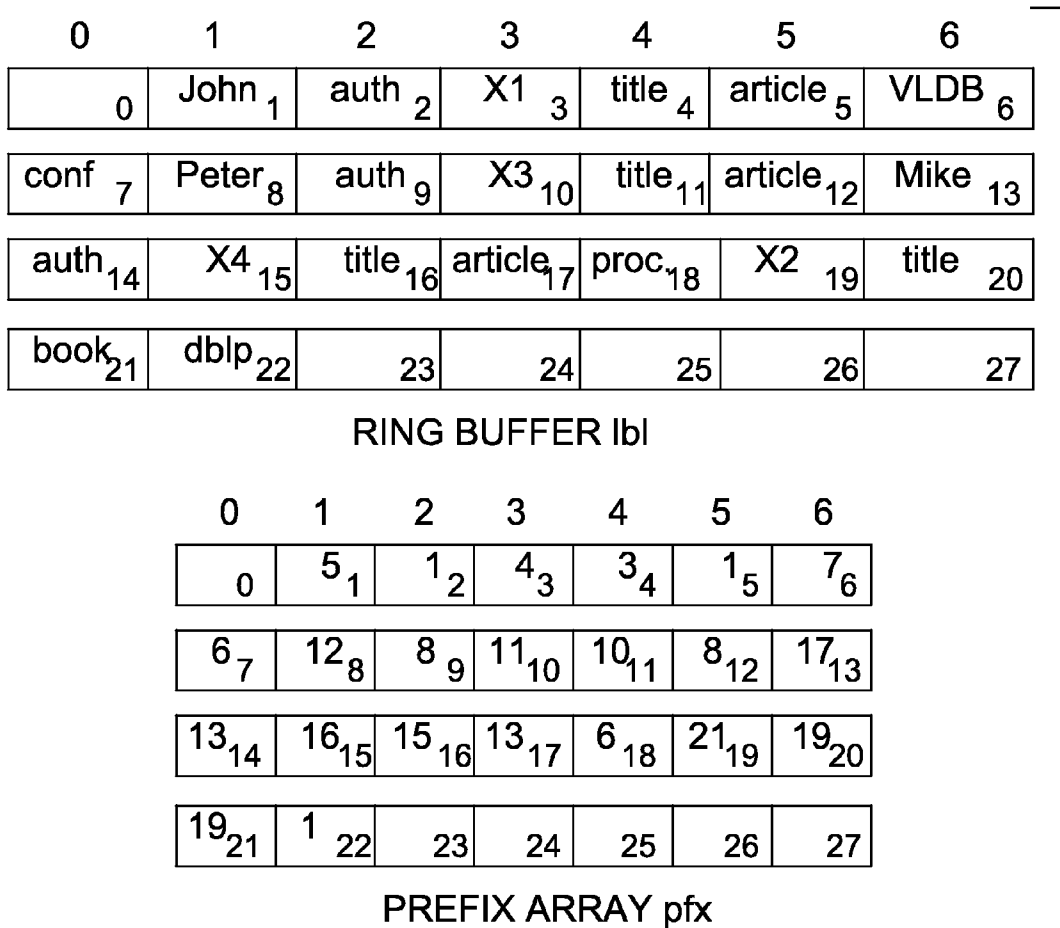 0 1 2 3 4 5 6
0 John 1 auth 2 X1 3 title 4 article 5 VLDB 6
conf 7 Peter 8 auth 9 X3 10 title 11 article 12 Mike 13
auth 14 X4 15 title 16 article 17 proc. 18 X2 19 title 20
book 21 dblp 22 23 24 25 26 27
RING BUFFER lbl
0 1 2 3 4 5 6
0 5 1 1 2 4 3 3 4 1 5 7 6
6 7 12 8 8 9 11 10 10 11 8 12 17 13
13 14 16 15 15 16 13 17 6 18 21 19 19 20
19 21 1 22 23 24 25 26 27
PREFIX ARRAY pfx